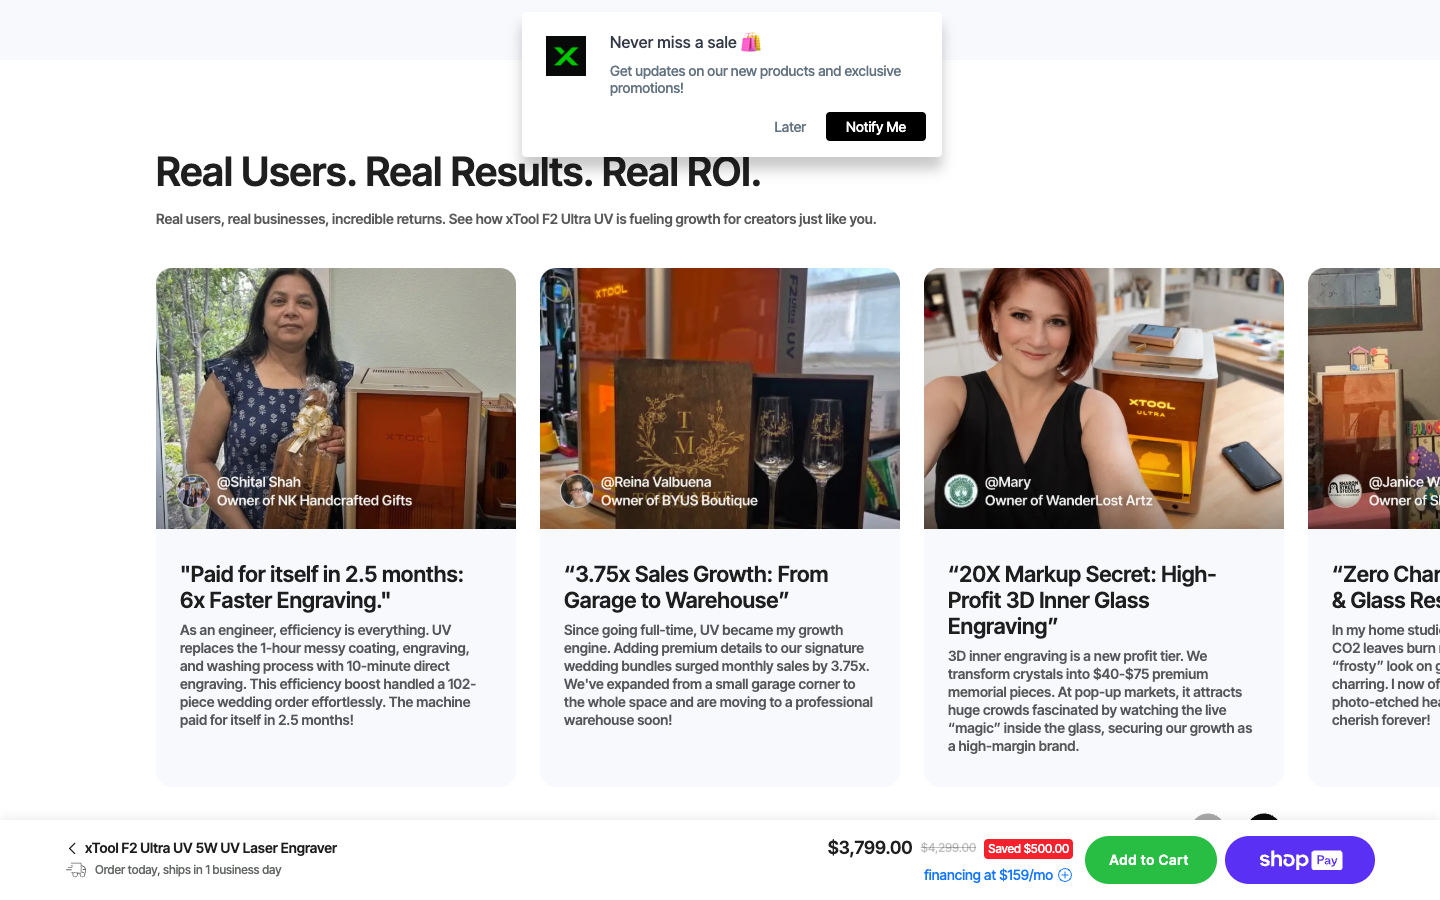 Never miss a sale 🛍️
Get updates on our new products and exclusive
promotions!
Later
Notify Me
Real Users. Real Results. Real ROI.
Real users, real businesses, incredible returns. See how xTool F2 Ultra UV is fueling growth for creators just like you.
XTOOL
@Shital Shah
Owner of NK Handcrafted Gifts
"Paid for itself in 2.5 months:
6x Faster Engraving."
As an engineer, efficiency is everything. UV
replaces the 1-hour messy coating, engraving,
and washing process with 10-minute direct
engraving. This efficiency boost handled a 102-
piece wedding order effortlessly. The machine
paid for itself in 2.5 months!
XTOOL
F2 Ultra UV
T
M
@Reina Valbuena
Owner of BYUS Boutique
“3.75x Sales Growth: From
Garage to Warehouse”
Since going full-time, UV became my growth
engine. Adding premium details to our signature
wedding bundles surged monthly sales by 3.75x.
We've expanded from a small garage corner to
the whole space and are moving to a professional
warehouse soon!
XTOOL
ULTRA
@Mary
Owner of WanderLost Artz
“20X Markup Secret: High-
Profit 3D Inner Glass
Engraving”
3D inner engraving is a new profit tier. We
transform crystals into $40-$75 premium
memorial pieces. At pop-up markets, it attracts
huge crowds fascinated by watching the live
“magic” inside the glass, securing our growth as
a high-margin brand.
@Janice W
Owner of S
“Zero Char
& Glass Res
In my home studi
CO2 leaves burn
“frosty” look on g
charring. I now of
photo-etched hea
cherish forever!
xTool F2 Ultra UV 5W UV Laser Engraver
Order today, ships in 1 business day
$3,799.00 $4,299.00 Saved $500.00
financing at $159/mo
Add to Cart
shop Pay